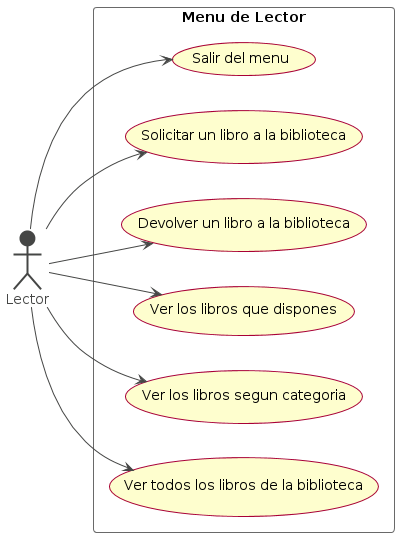 Menu de Lector
Salir del menu
Solicitar un libro a la biblioteca
Devolver un libro a la biblioteca
Lector
Ver los libros que dispones
Ver los libros segun categoria
Ver todos los libros de la biblioteca